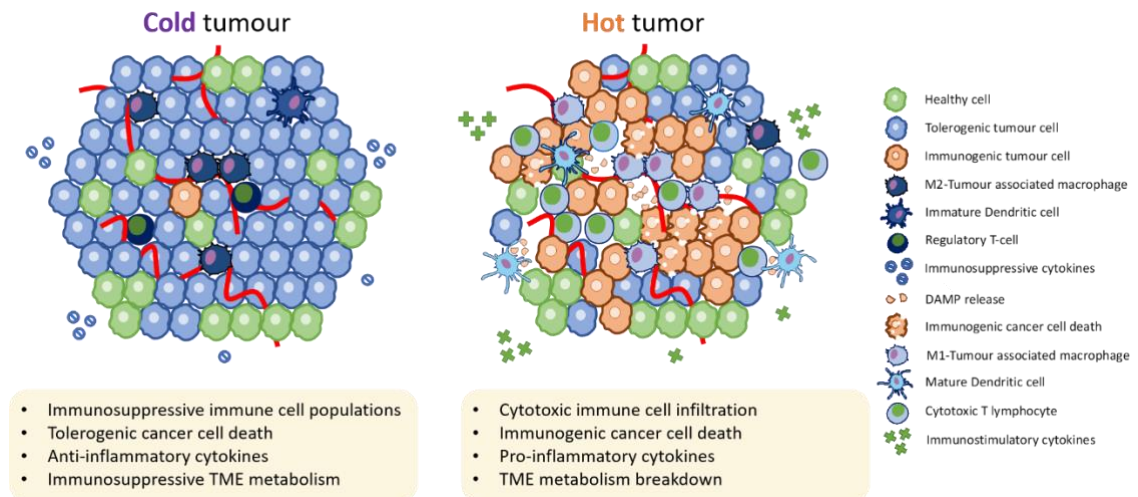 Cold tumour
Hot tumor
Healthy cell
Tolerogenic tumour cell
Immunogenic tumour cell
M2-Tumour associated macrophage
Immature Dendritic cell
Regulatory T-cell
Immunosuppressive cytokines
DAMP release
Immunogenic cancer cell death
M1-Tumour associated macrophage
Mature Dendritic cell
Cytotoxic T lymphocyte
Immunostimulatory cytokines
• Immunosuppressive immune cell populations
• Tolerogenic cancer cell death
• Anti-inflammatory cytokines
• Immunosuppressive TME metabolism
• Cytotoxic immune cell infiltration
• Immunogenic cancer cell death
• Pro-inflammatory cytokines
• TME metabolism breakdown